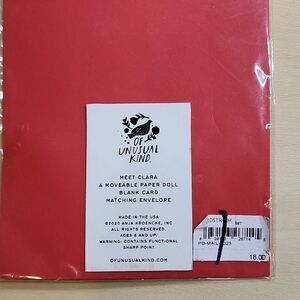 OF
UNUSUAL
KIND.
MEET CLARA
A MOVEABLE PAPER DOLL
BLANK CARD
MATCHING ENVELOPE
MADE IN THE USA
©2020 ANJA KROENCKE, INC
ALL RIGHTS RESERVED.
AGES 8 AND UP.
WARNING: CONTAINS FUNCTIONAL
SHARP POINT
OFUNUSUALKIND.COM
18.00